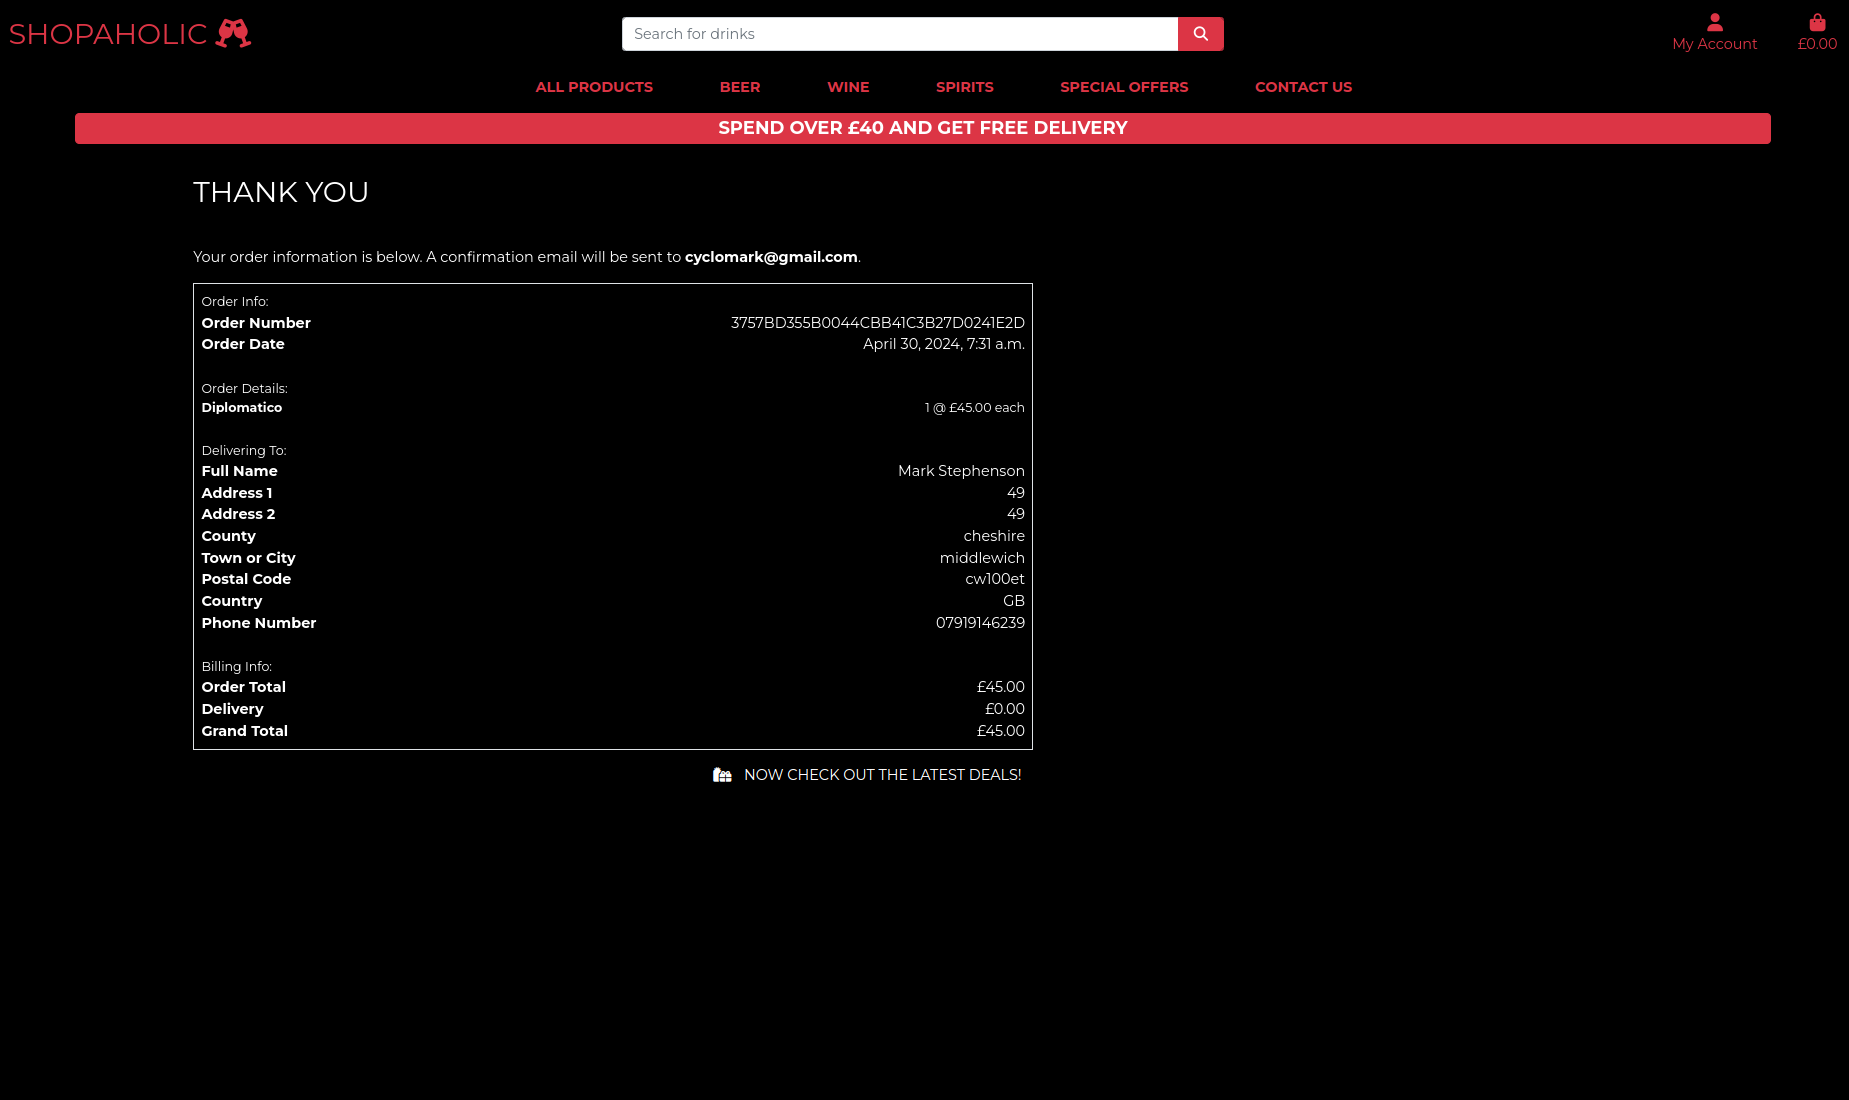 SHOPAHOLIC
Search for drinks
My Account
£0.00
ALL PRODUCTS BEER WINE SPIRITS SPECIAL OFFERS CONTACT US
SPEND OVER £40 AND GET FREE DELIVERY
THANK YOU
Your order information is below. A confirmation email will be sent to cyclomark@gmail.com.
Order Info:
Order Number 3757BD355B0044CBB41C3B27D0241E2D
Order Date April 30, 2024, 7:31 a.m.
Order Details:
Diplomatico 1 @ £45.00 each
Delivering To:
Full Name Mark Stephenson
Address 1 49
Address 2 49
County cheshire
Town or City middlewich
Postal Code cw100et
Country GB
Phone Number 07919146239
Billing Info:
Order Total £45.00
Delivery £0.00
Grand Total £45.00
NOW CHECK OUT THE LATEST DEALS!